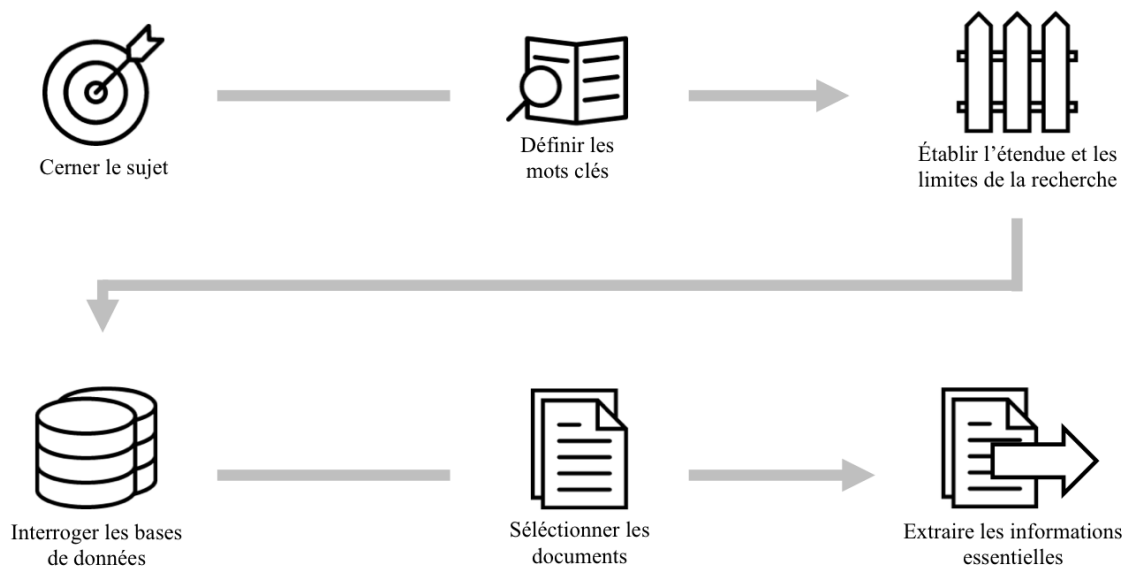 Cerner le sujet
Définir les
mots clés
Établir l’étendue et les
limites de la recherche
Interroger les bases
de données
Séléctionner les
documents
Extraire les informations
essentielles